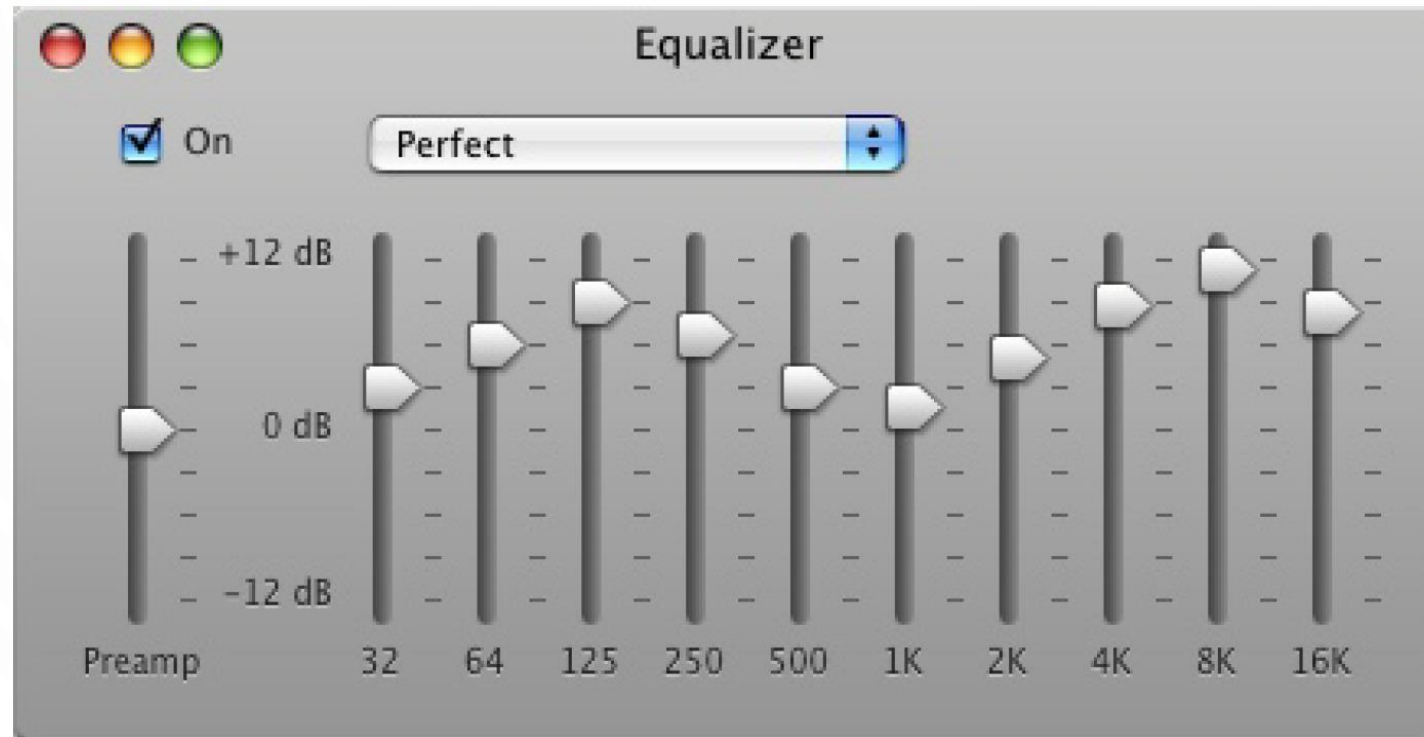 Equalizer
On
Perfect
+12 dB
0 dB
-12 dB
Preamp 32 64 125 250 500 1K 2K 4K 8K 16K